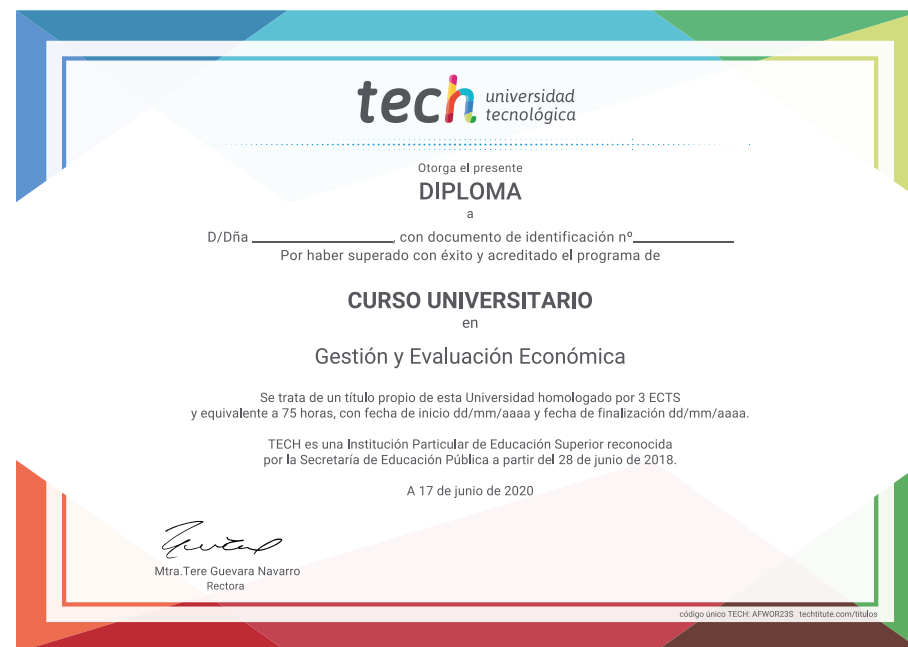 tech universidad
tecnológica
Otorga el presente
DIPLOMA
a
D/Dña ____________________, con documento de identificación nº______________
Por haber superado con éxito y acreditado el programa de
CURSO UNIVERSITARIO
en
Gestión y Evaluación Económica
Se trata de un título propio de esta Universidad homologado por 3 ECTS
y equivalente a 75 horas, con fecha de inicio dd/mm/aaaa y fecha de finalización dd/mm/aaaa.
TECH es una Institución Particular de Educación Superior reconocida
por la Secretaría de Educación Pública a partir del 28 de junio de 2018.
A 17 de junio de 2020
Mtra.Tere Guevara Navarro
Rectora
código único TECH: AFWOR23S techtitute.com/titulos